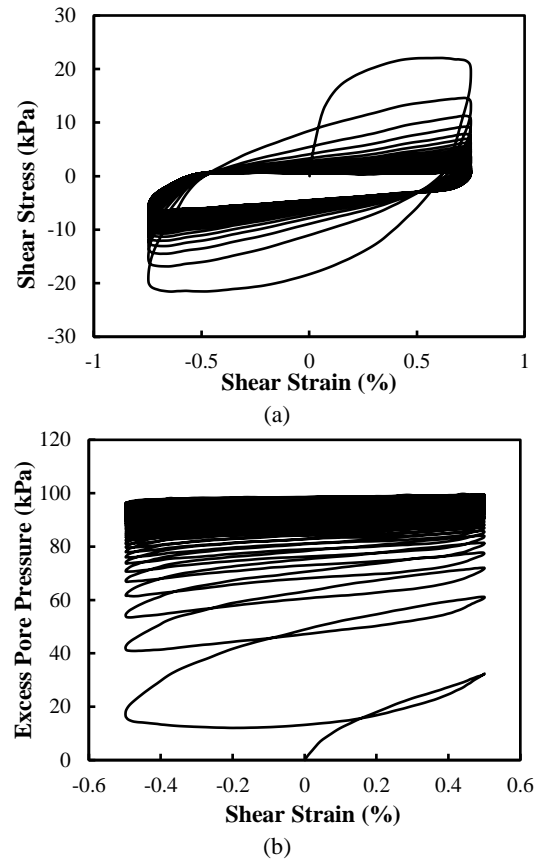 30
20
10
0
-10
-20
-30
Shear Stress (kPa)
-1 -0.5 0 0.5 1
Shear Strain (%)
(a)
120
100
80
60
40
20
0
Excess Pore Pressure (kPa)
-0.6 -0.4 -0.2 0 0.2 0.4 0.6
Shear Strain (%)
(b)